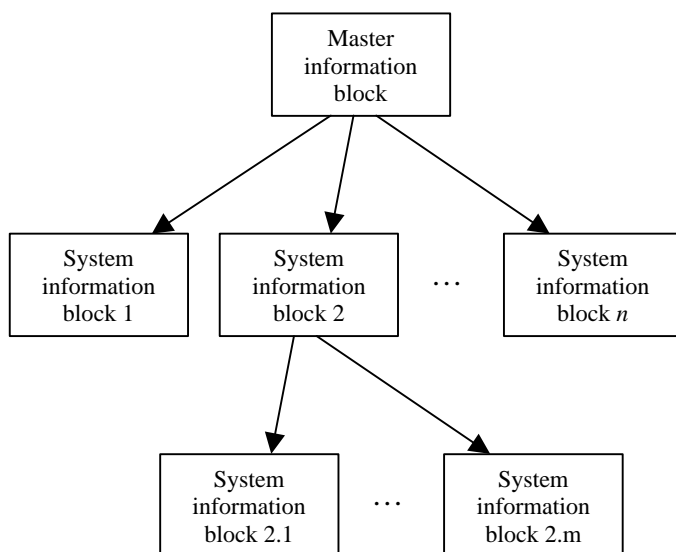 Master
information
block
System
information
block 1
System
information
block 2
…
System
information
block n
System
information
block 2.1
…
System
information
block 2.m